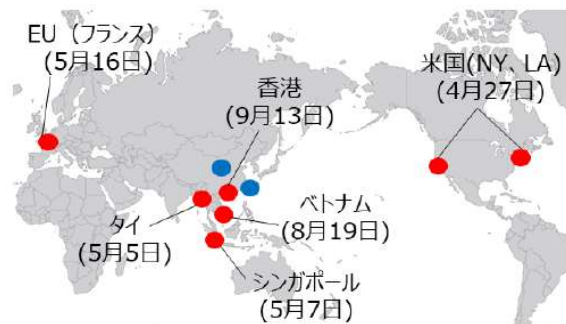 EU（フランス）
(5月16日)
香港
(9月13日)
米国(NY、LA)
(4月27日)
タイ
(5月5日)
ベトナム
(8月19日)
シンガポール
(5月7日)